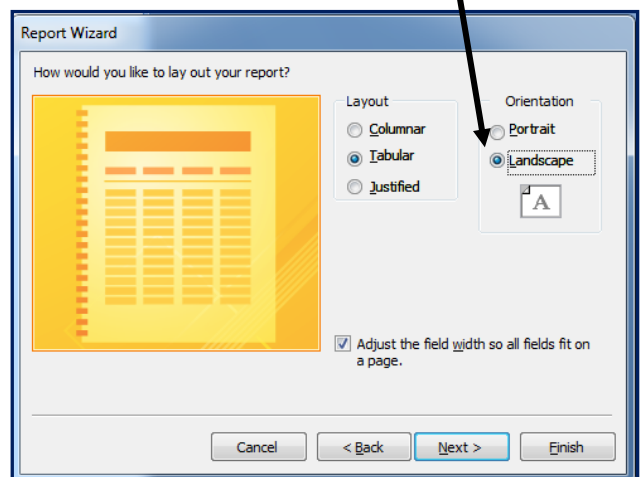 Report Wizard
How would you like to lay out your report?
Layout
Columnar
Tabular
Justified
Orientation
Portrait
Landscape
A
Adjust the field width so all fields fit on
a page.
Cancel
< Back
Next >
Finish